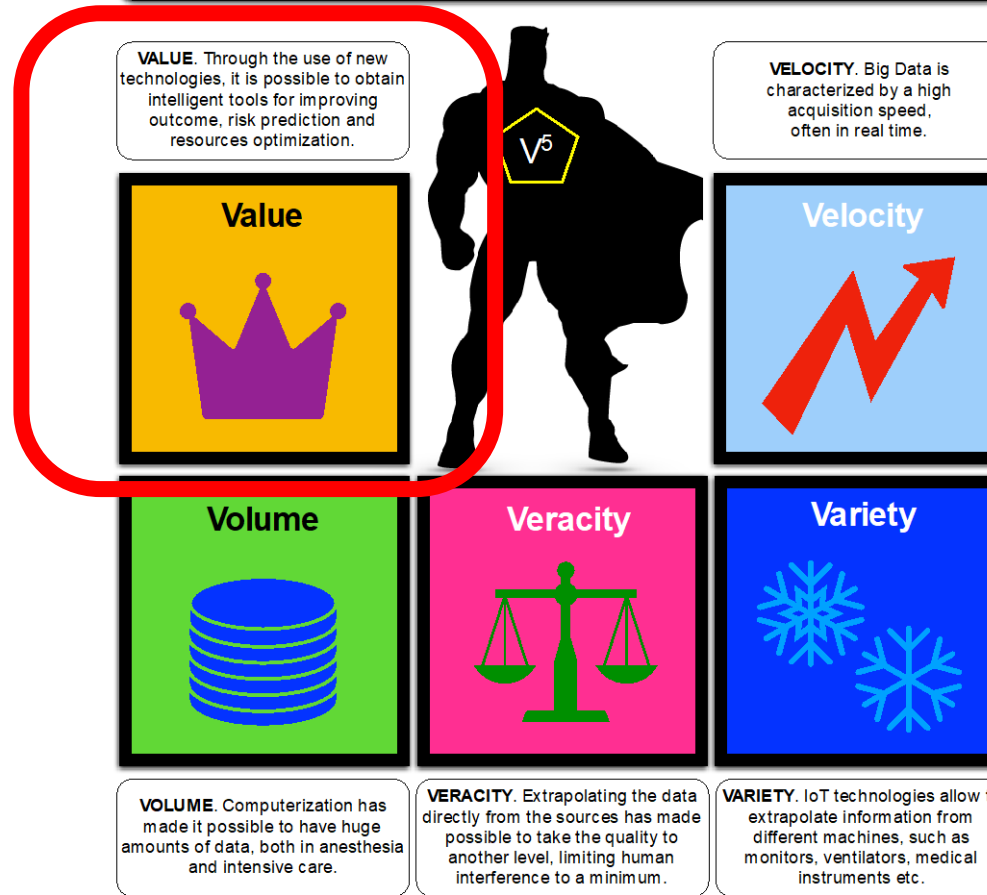 VALUE. Through the use of new
technologies, it is possible to obtain
intelligent tools for improving
outcome, risk prediction and
resources optimization.
V⁵
VELOCITY. Big Data is
characterized by a high
acquisition speed,
often in real time.
Value
Velocity
Volume
Veracity
Variety
VOLUME. Computerization has
made it possible to have huge
amounts of data, both in anesthesia
and intensive care.
VERACITY. Extrapolating the data
directly from the sources has made
possible to take the quality to
another level, limiting human
interference to a minimum.
VARIETY. IoT technologies allow
extrapolate information from
different machines, such as
monitors, ventilators, medical
instruments etc.